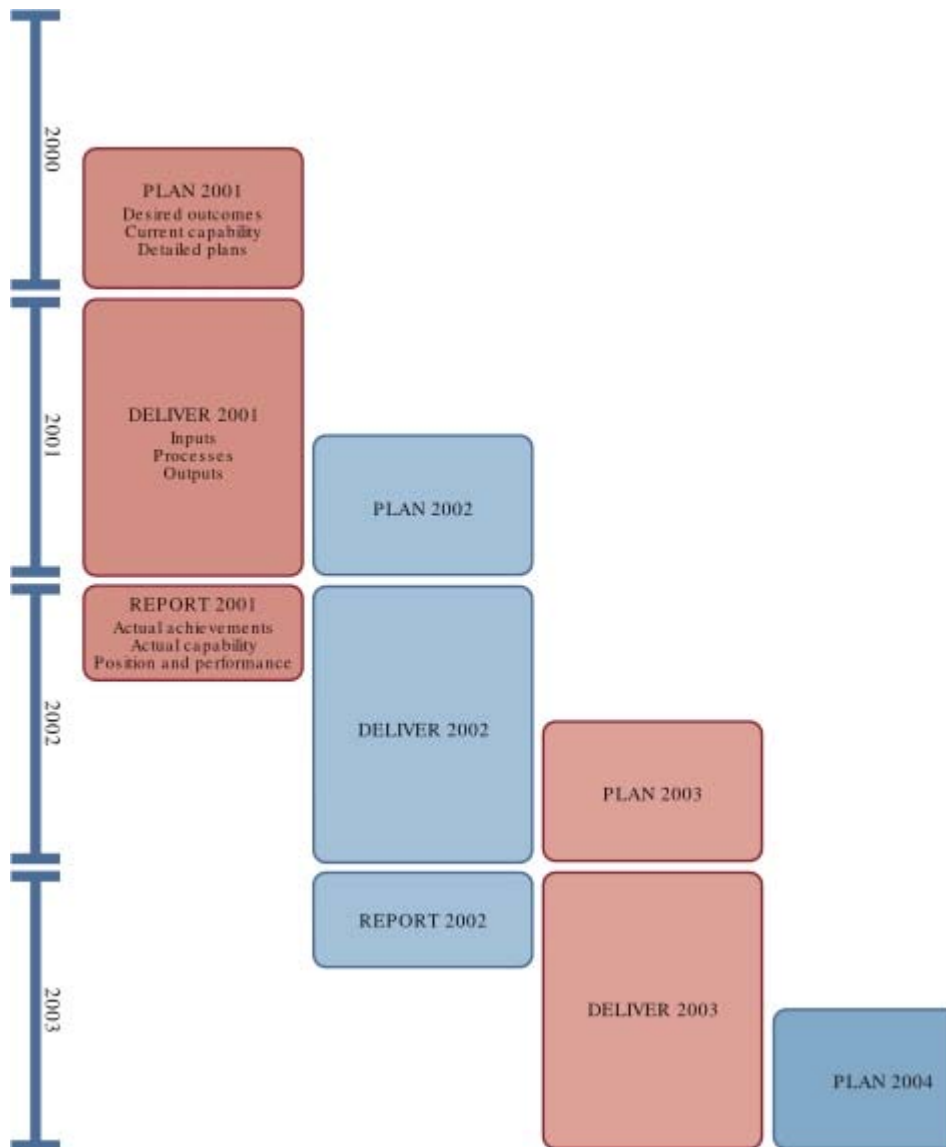 2000
PLAN 2001
Desired outcomes
Current capability
Detailed plans
2001
DELIVER 2001
Inputs
Processes
Outputs
PLAN 2002
2002
REPORT 2001
Actual achievements
Actual capability
Position and performance
DELIVER 2002
PLAN 2003
2003
REPORT 2002
DELIVER 2003
PLAN 2004